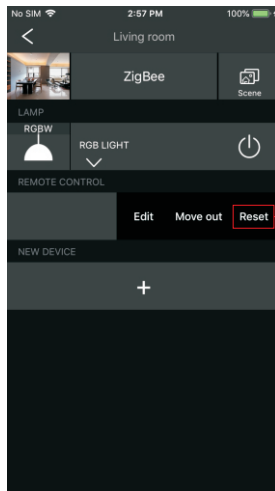 No SIM 2:57 PM 100%
Living room
ZigBee
Scene
LAMP
RGBW
RGB LIGHT
REMOTE CONTROL
Edit Move out Reset
NEW DEVICE
+